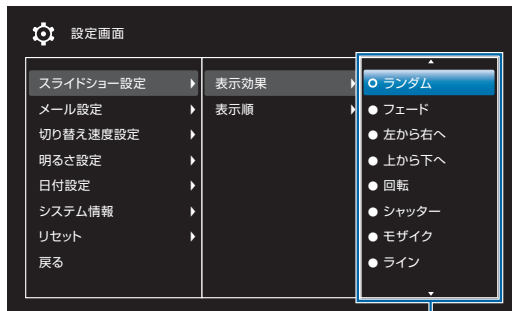 設定画面
スライドショー設定
メール設定
切り替え速度設定
明るさ設定
日付設定
システム情報
リセット
戻る
表示効果
表示順
ランダム
フェード
左から右へ
上から下へ
回転
シャッター
モザイク
ライン